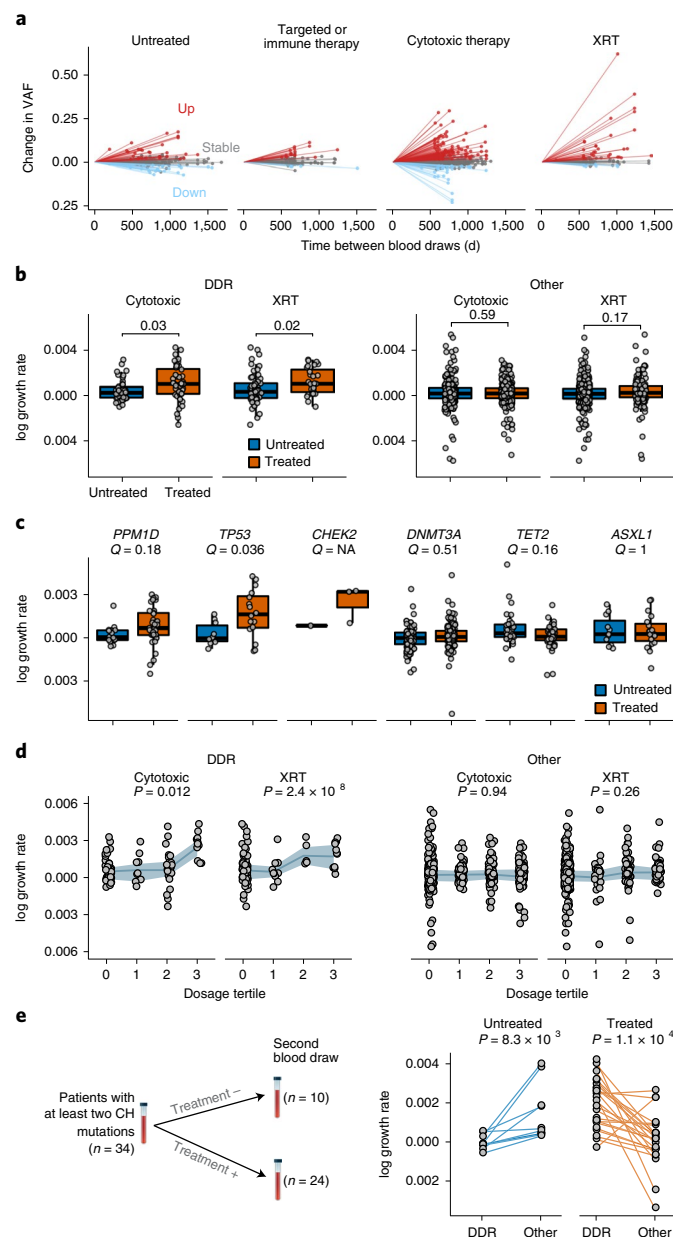 a
Untreated
Targeted or
immune therapy
Cytotoxic therapy
XRT
Change in VAF
0.50
0.25
0.00
0.25
Up
Stable
Down
0 500 1,000 1,500
0 500 1,000 1,500
0 500 1,000 1,500
0 500 1,000 1,500
Time between blood draws (d)
b
DDR
Other
Cytotoxic
XRT
Cytotoxic
XRT
0.03
0.02
0.59
0.17
log growth rate
0.004
0.000
0.004
0.004
0.000
0.004
Untreated
Treated
Untreated
Treated
c
PPM1D
Q = 0.18
TP53
Q = 0.036
CHEK2
Q = NA
DNMT3A
Q = 0.51
TET2
Q = 0.16
ASXL1
Q = 1
log growth rate
0.003
0.000
0.003
Untreated
Treated
d
DDR
Other
Cytotoxic
P = 0.012
XRT
P = 2.4 × 10 8
Cytotoxic
P = 0.94
XRT
P = 0.26
log growth rate
0.006
0.003
0.000
0.003
0.006
0 1 2 3
0 1 2 3
0 1 2 3
0 1 2 3
Dosage tertile
Dosage tertile
e
Patients with
at least two CH
mutations
(n = 34)
Treatment –
Treatment +
Second
blood draw
(n = 10)
(n = 24)
Untreated
P = 8.3 × 10 3
Treated
P = 1.1 × 10 4
log growth rate
0.004
0.002
0.000
0.002
DDR Other
DDR Other